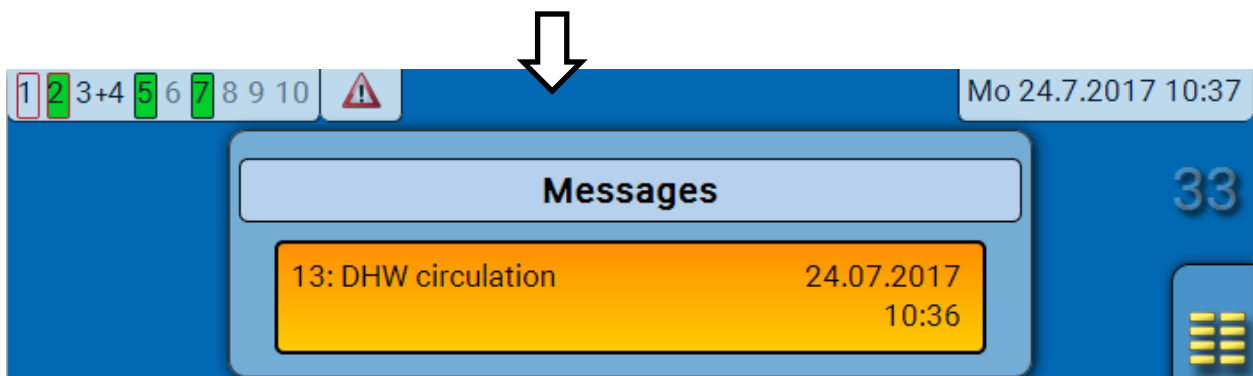 1 2 3+4 5 6 7 8 9 10 Mo 24.7.2017 10:37
Messages
33
13: DHW circulation 24.07.2017
10:36